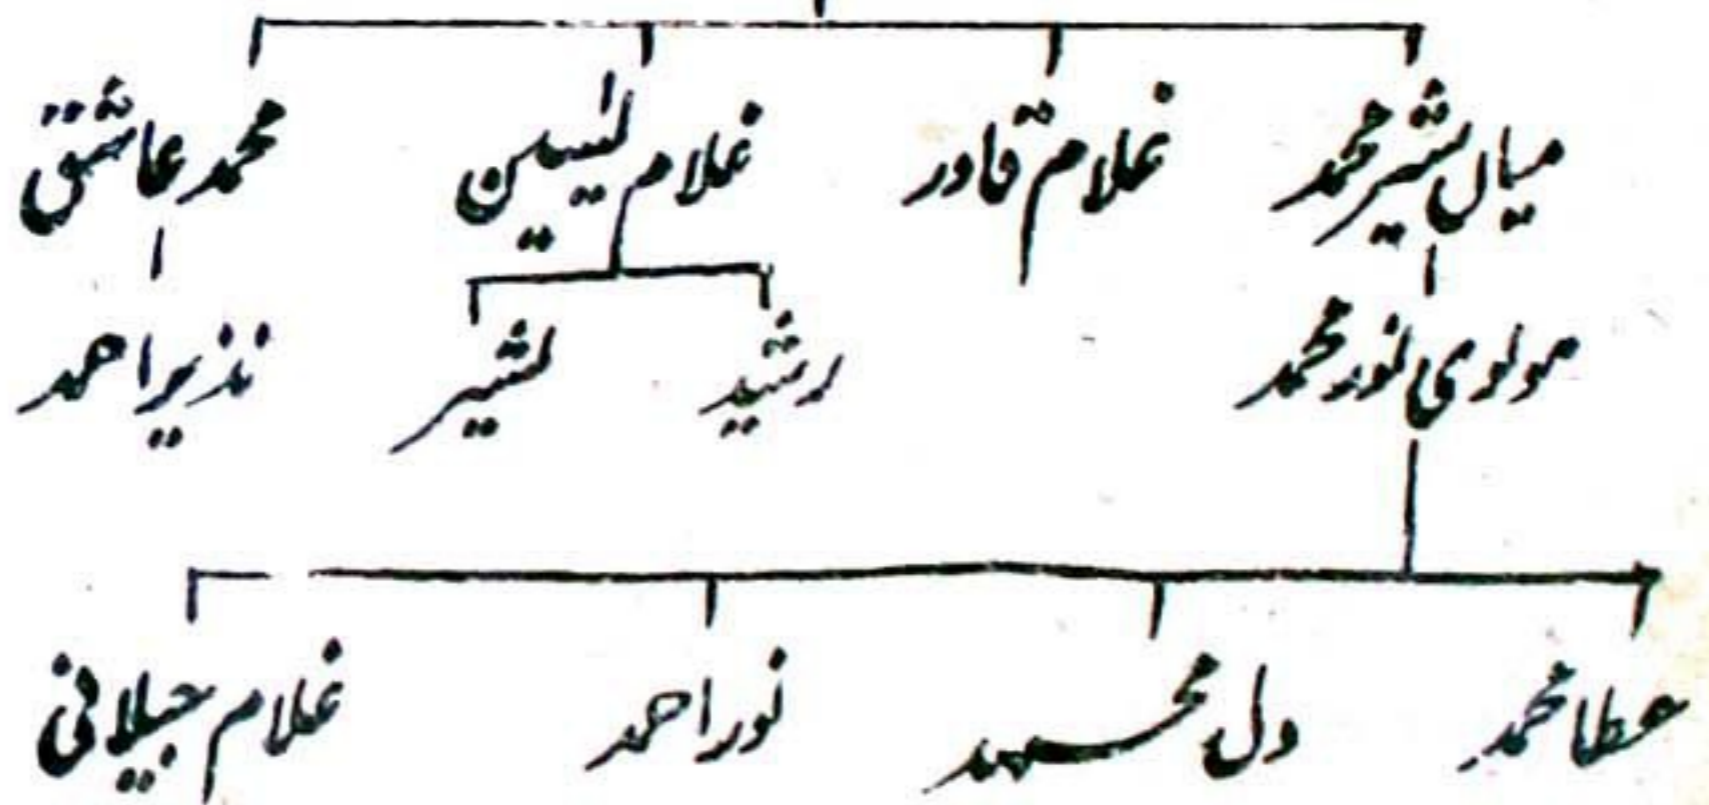 میاں شیر محمد غلام قادر غلام یٰسین محمد عاشق
مولوی نور محمد رشید بشیر نذیر احمد
عطا محمد دل محمد نور احمد غلام جیلانی